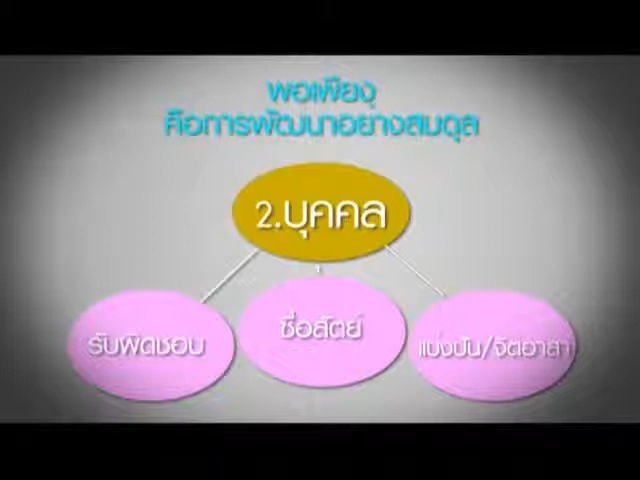 พอเพียง
คือการพัฒนาอย่างสมดุล
2.บุคคล
รับผิดชอบ
ซื่อสัตย์
แบ่งปัน/จิตอาสา